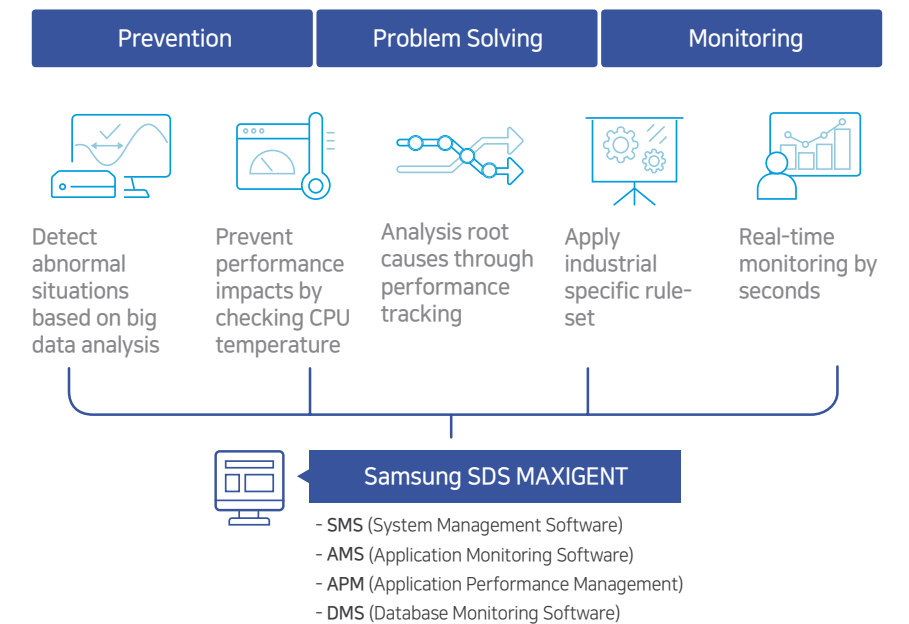 Prevention
Problem Solving
Monitoring
Detect
abnormal
situations
based on big
data analysis
Prevent
performance
impacts by
checking CPU
temperature
Analysis root
causes through
performance
tracking
Apply
industrial
specific rule-
set
Real-time
monitoring by
seconds
Samsung SDS MAXIGENT
- SMS (System Management Software)
- AMS (Application Monitoring Software)
- APM (Application Performance Management)
- DMS (Database Monitoring Software)